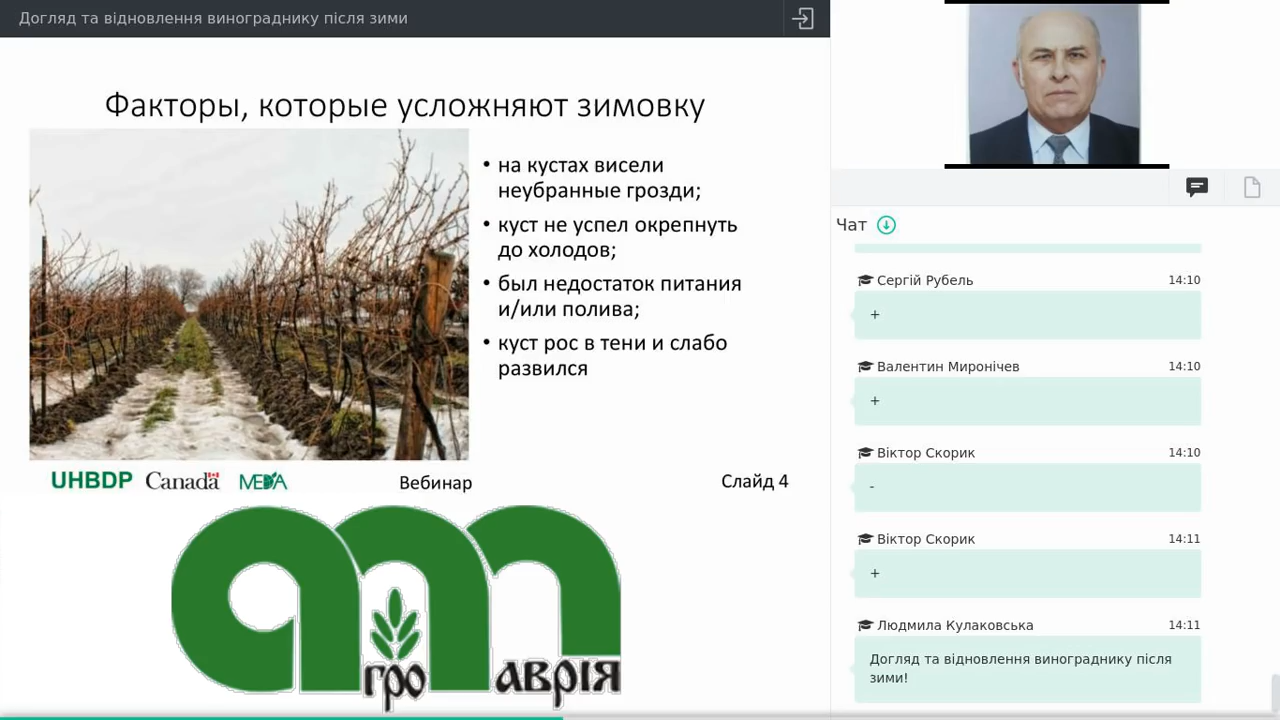 Догляд та відновлення винограднику після зими
Факторы, которые усложняют зимовку
• на кустах висели
неубранные грозди;
• куст не успел окрепнуть
до холодов;
• был недостаток питания
и/или полива;
• куст рос в тени и слабо
развился
UHBDP Canada MEDA
Вебинар
Слайд 4
гро
аврія
Чат
Сергій Рубель 14:10
+
Валентин Миронічев 14:10
+
Віктор Скорик 14:10
-
Віктор Скорик 14:11
+
Людмила Кулаковська 14:11
Догляд та відновлення винограднику після
зими!